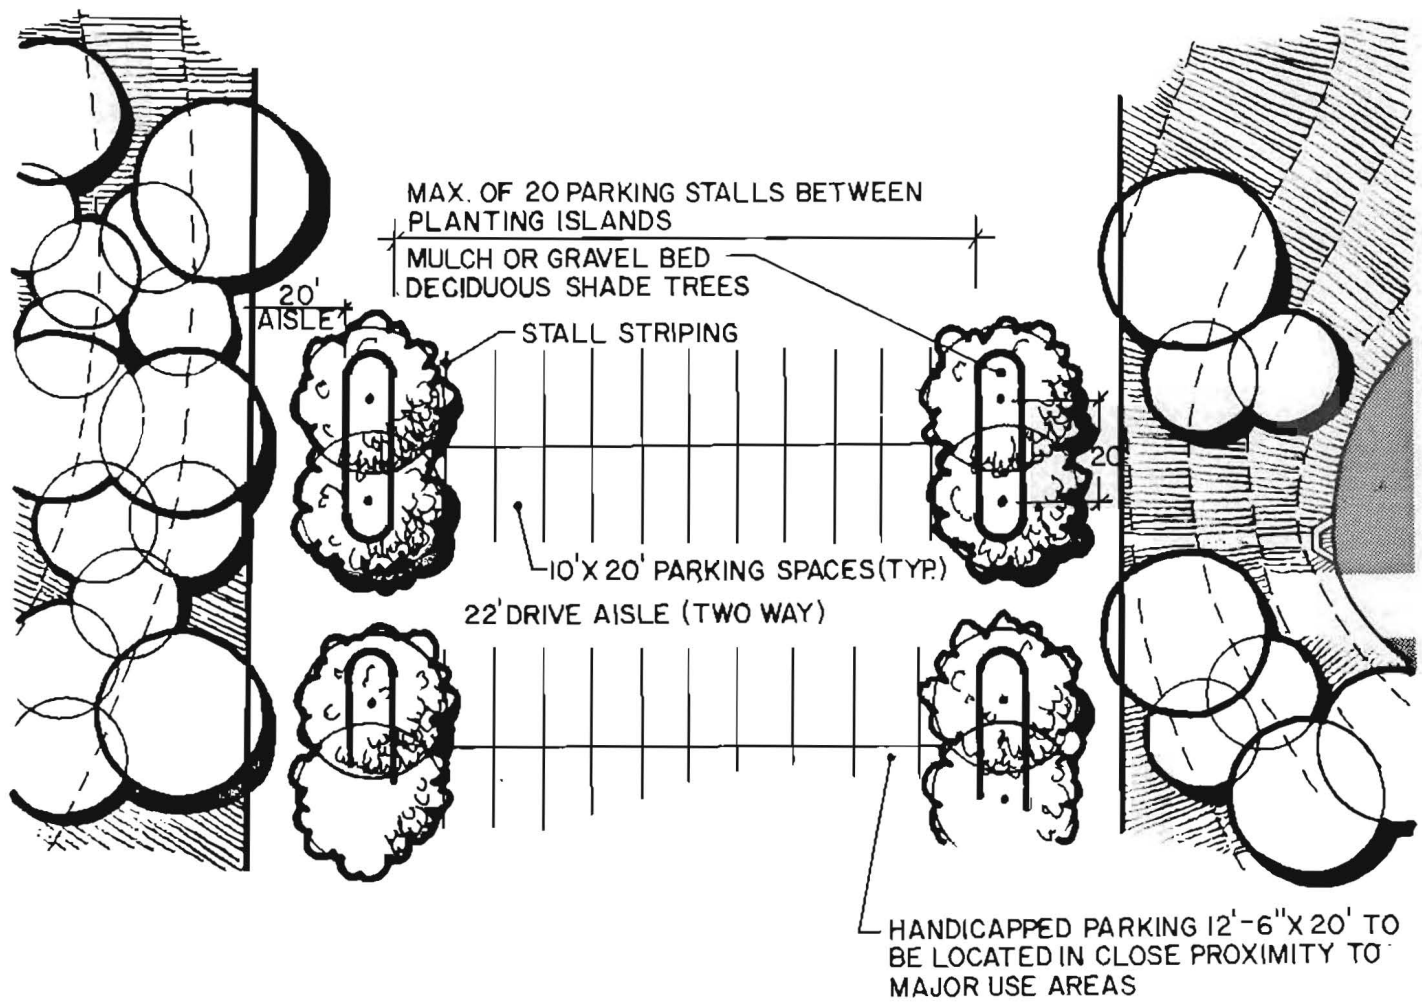 MAX. OF 20 PARKING STALLS BETWEEN
PLANTING ISLANDS
MULCH OR GRAVEL BED
DECIDUOUS SHADE TREES
20'
AISLE
STALL STRIPING
20'
10' X 20' PARKING SPACES (TYP.)
22' DRIVE AISLE (TWO WAY)
HANDICAPPED PARKING 12'-6" X 20' TO
BE LOCATED IN CLOSE PROXIMITY TO
MAJOR USE AREAS